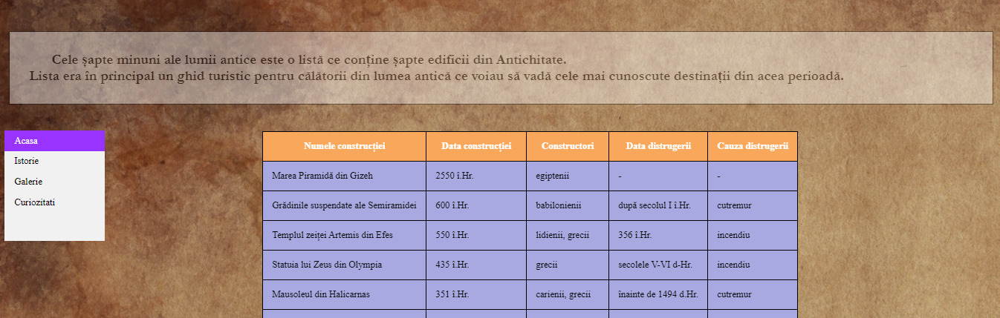 Cele șapte minuni ale lumii antice este o listă ce conține șapte edificii din Antichitate.
Lista era în principal un ghid turistic pentru călătorii din lumea antică ce voiau să vadă cele mai cunoscute destinații din acea perioadă.
Acasa
Istorie
Galerie
Curiozitati
Numele construcției Data construcției Constructori Data distrugerii Cauza distrugerii
Marea Piramidă din Gizeh 2550 î.Hr. egiptenii - -
Grădinile suspendate ale Semiramidei 600 î.Hr. babilonienii după secolul I î.Hr. cutremur
Templul zeiței Artemis din Efes 550 î.Hr. lidienii, grecii 356 î.Hr. incendiu
Statuia lui Zeus din Olympia 435 î.Hr. grecii secolele V-VI d-Hr. incendiu
Mausoleul din Halicarnas 351 î.Hr. carienii, grecii înainte de 1494 d.Hr. cutremur